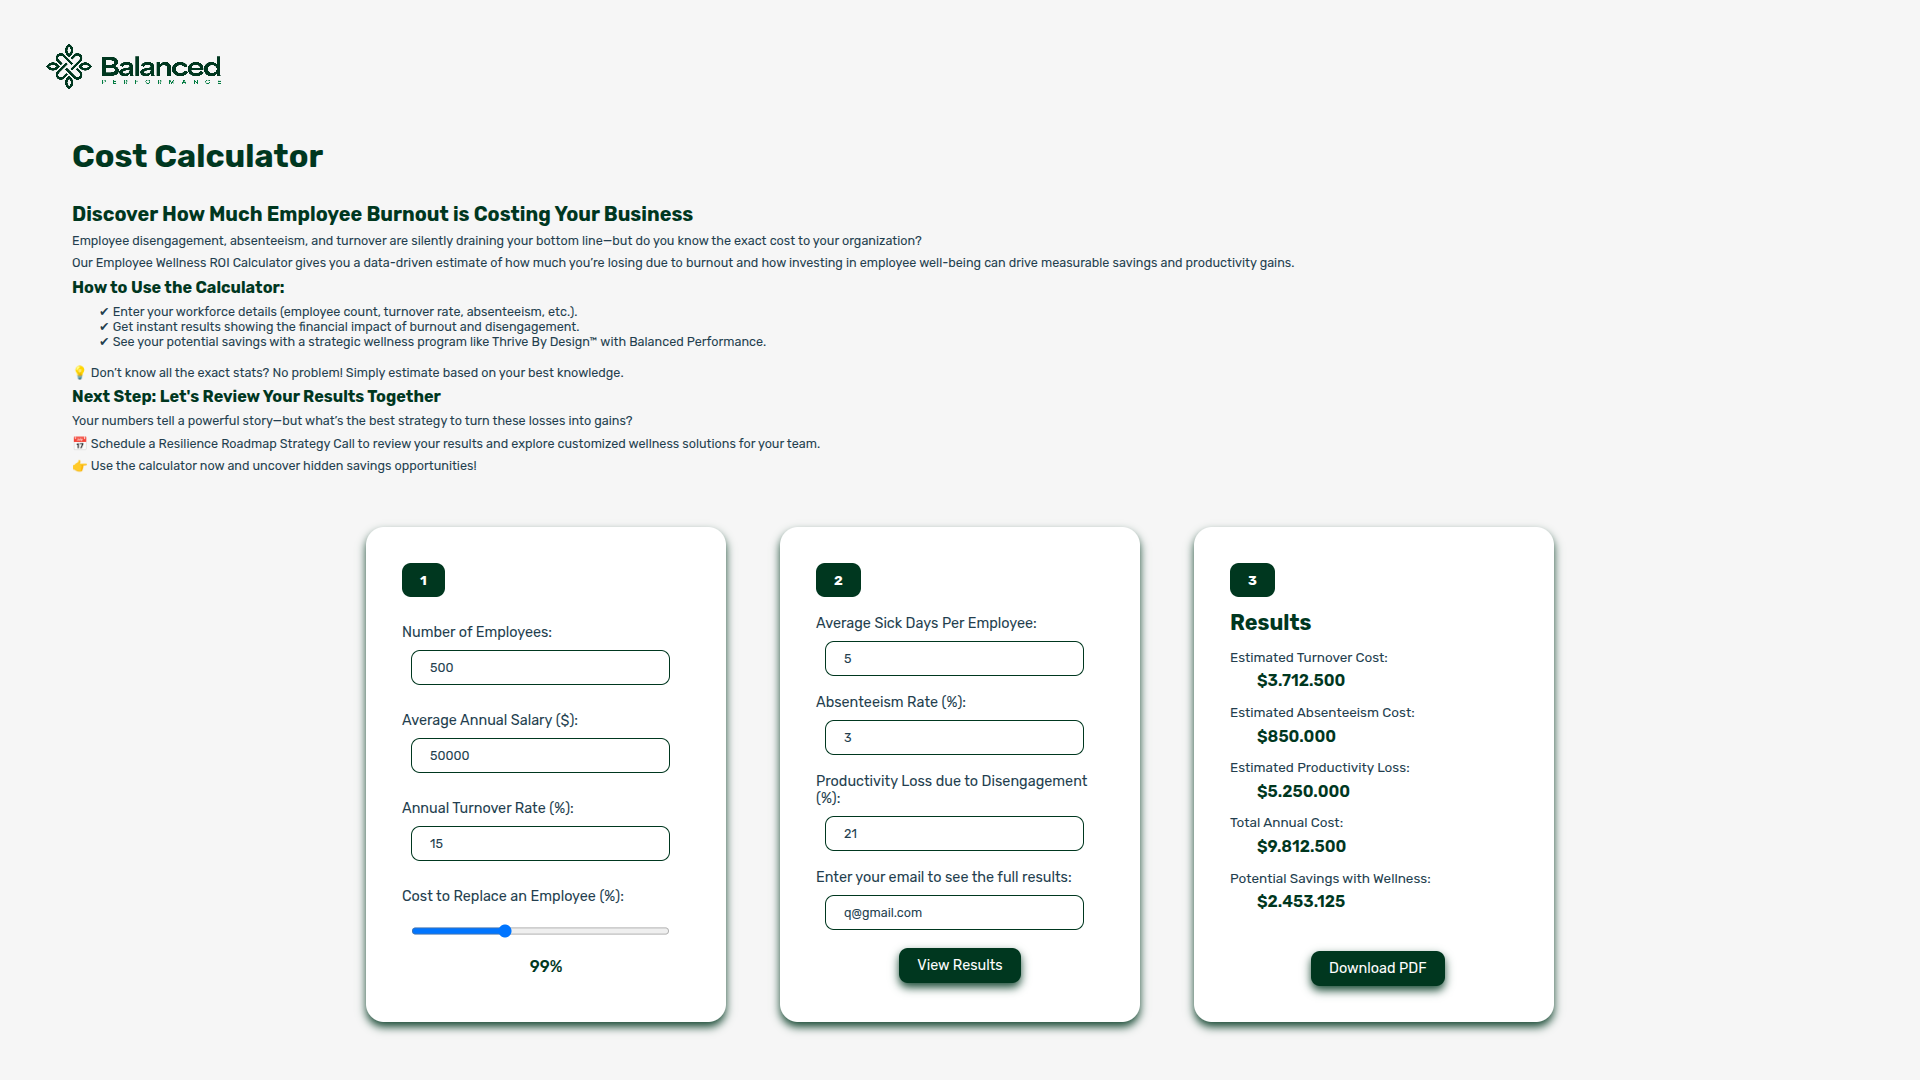 Balanced
PERFORMANCE
Cost Calculator
Discover How Much Employee Burnout is Costing Your Business
Employee disengagement, absenteeism, and turnover are silently draining your bottom line—but do you know the exact cost to your organization?
Our Employee Wellness ROI Calculator gives you a data-driven estimate of how much you’re losing due to burnout and how investing in employee well-being can drive measurable savings and productivity gains.
How to Use the Calculator:
✔ Enter your workforce details (employee count, turnover rate, absenteeism, etc.).
✔ Get instant results showing the financial impact of burnout and disengagement.
✔ See your potential savings with a strategic wellness program like Thrive By Design™ with Balanced Performance.
💡 Don’t know all the exact stats? No problem! Simply estimate based on your best knowledge.
Next Step: Let's Review Your Results Together
Your numbers tell a powerful story—but what’s the best strategy to turn these losses into gains?
📅 Schedule a Resilience Roadmap Strategy Call to review your results and explore customized wellness solutions for your team.
👉 Use the calculator now and uncover hidden savings opportunities!
1
Number of Employees:
500
Average Annual Salary ($):
50000
Annual Turnover Rate (%):
15
Cost to Replace an Employee (%):
99%
2
Average Sick Days Per Employee:
5
Absenteeism Rate (%):
3
Productivity Loss due to Disengagement
(%):
21
Enter your email to see the full results:
q@gmail.com
View Results
3
Results
Estimated Turnover Cost:
$3.712.500
Estimated Absenteeism Cost:
$850.000
Estimated Productivity Loss:
$5.250.000
Total Annual Cost:
$9.812.500
Potential Savings with Wellness:
$2.453.125
Download PDF